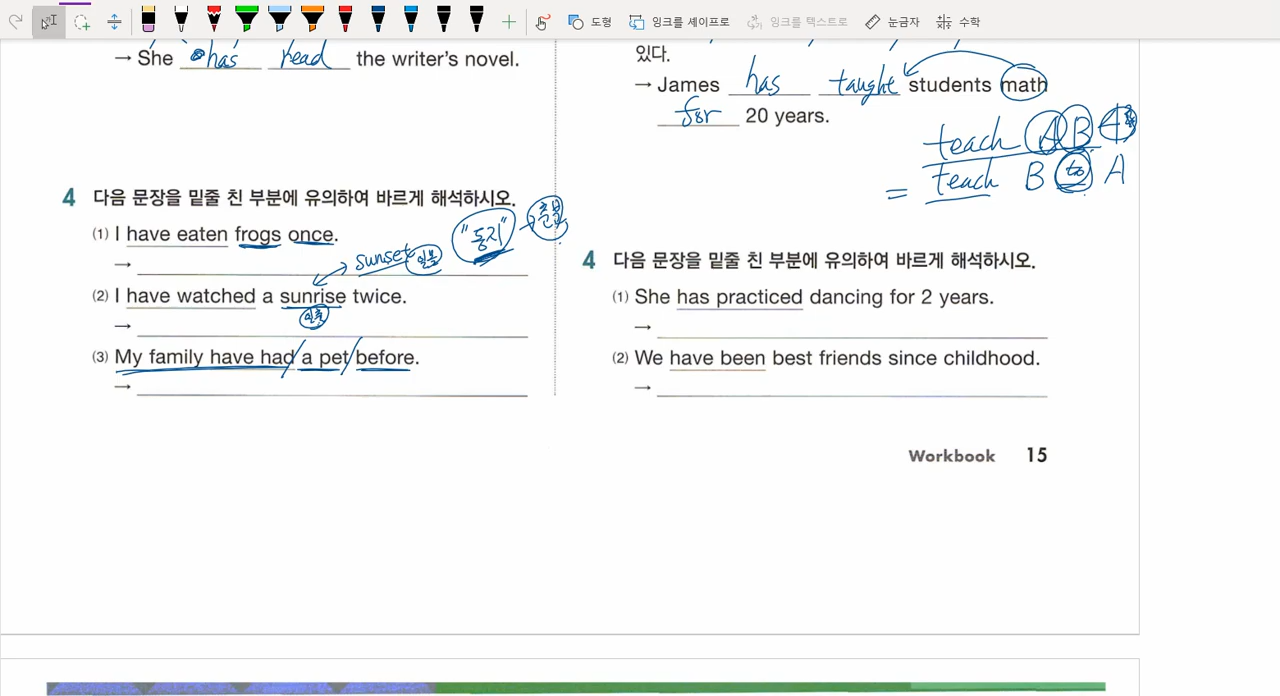 도형
잉크를 셰이프로
잉크를 텍스트로
눈금자
수학
→ She has read the writer's novel.
4 다음 문장을 밑줄 친 부분에 유의하여 바르게 해석하시오.
(1) I have eaten frogs once.
"동지"
→
sunset 일몰
(2) I have watched a sunrise twice.
일출
→
(3) My family have had / a pet / before.
→
있다.
→ James has taught students math
for 20 years.
teach A B
= teach B to A
4 다음 문장을 밑줄 친 부분에 유의하여 바르게 해석하시오.
(1) She has practiced dancing for 2 years.
→
(2) We have been best friends since childhood.
→
Workbook 15